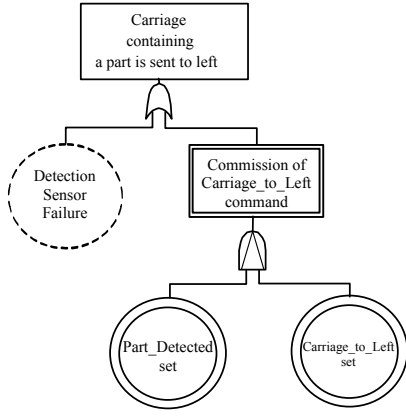 Carriage
containing
a part is sent to left
Detection
Sensor
Failure
Commission of
Carriage_to_Left
command
Part_Detected
set
Carriage_to_Left
set